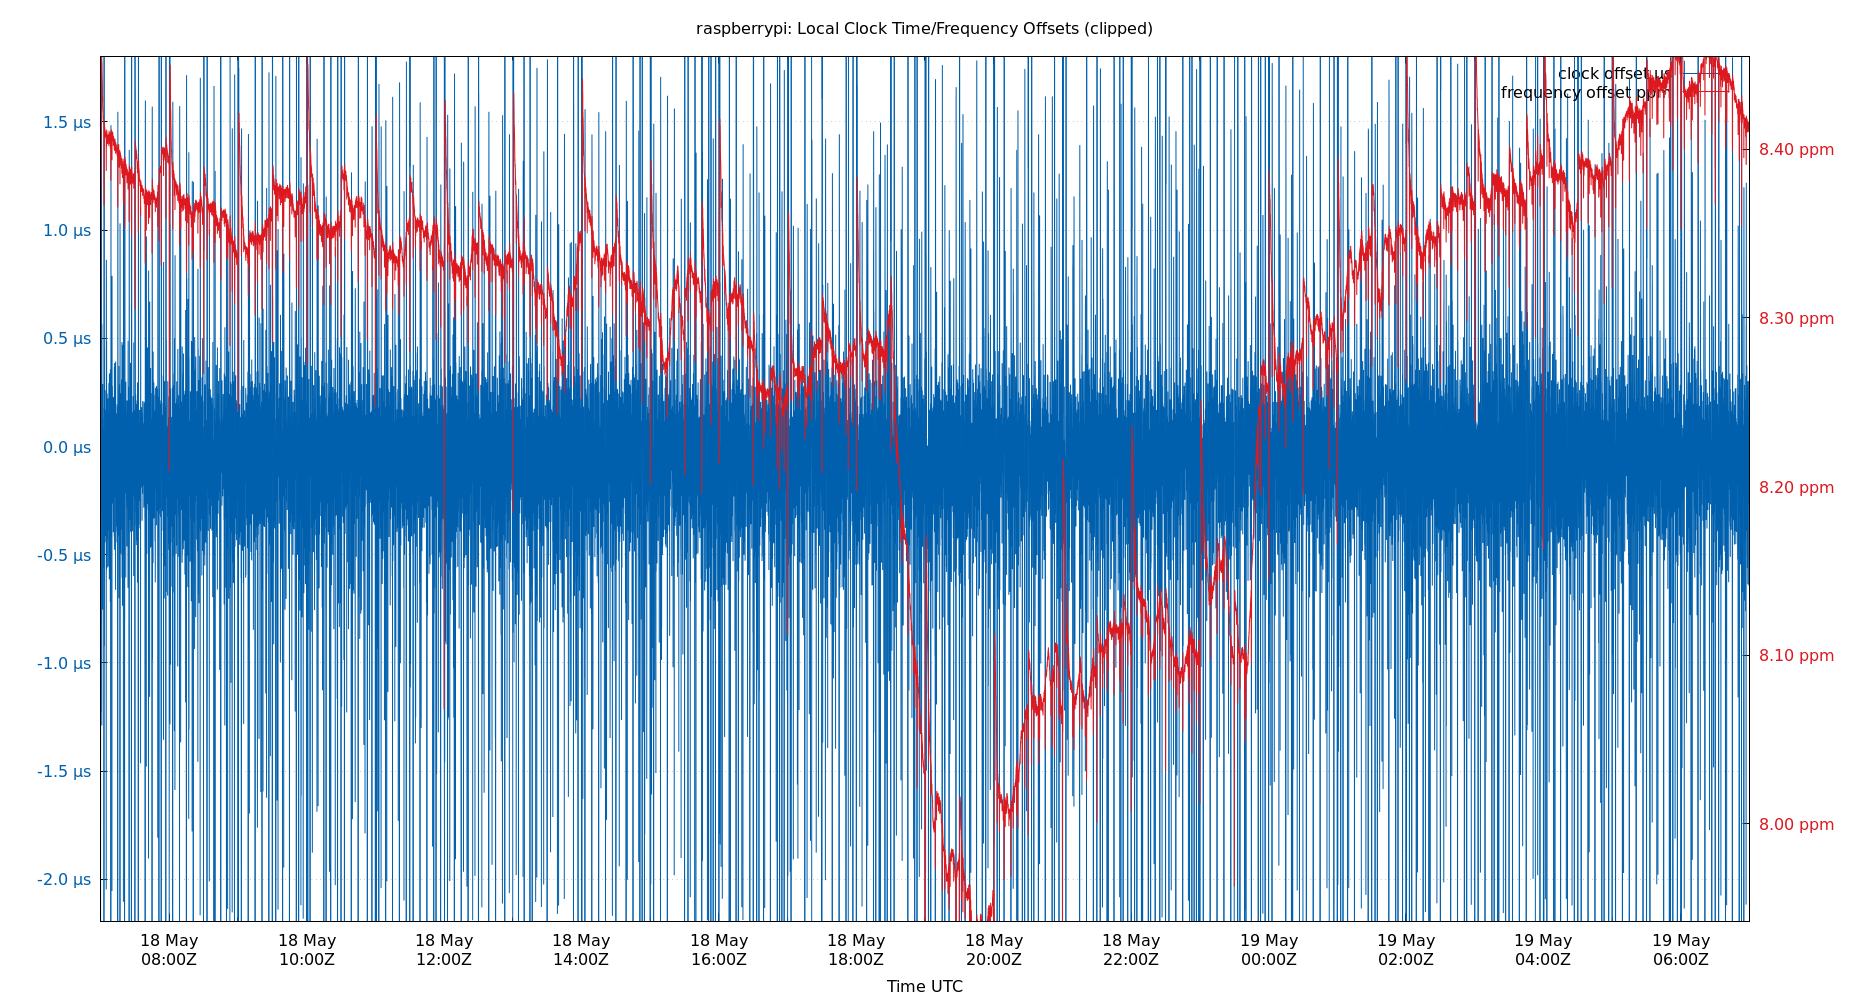 raspberrypi: Local Clock Time/Frequency Offsets (clipped)
clock offset us
frequency offset ppm
1.5 µs
1.0 µs
0.5 µs
0.0 µs
-0.5 µs
-1.0 µs
-1.5 µs
-2.0 µs
8.40 ppm
8.30 ppm
8.20 ppm
8.10 ppm
8.00 ppm
18 May 18 May 18 May 18 May 18 May 18 May 18 May 18 May 19 May 19 May 19 May 19 May
08:00Z 10:00Z 12:00Z 14:00Z 16:00Z 18:00Z 20:00Z 22:00Z 00:00Z 02:00Z 04:00Z 06:00Z
Time UTC